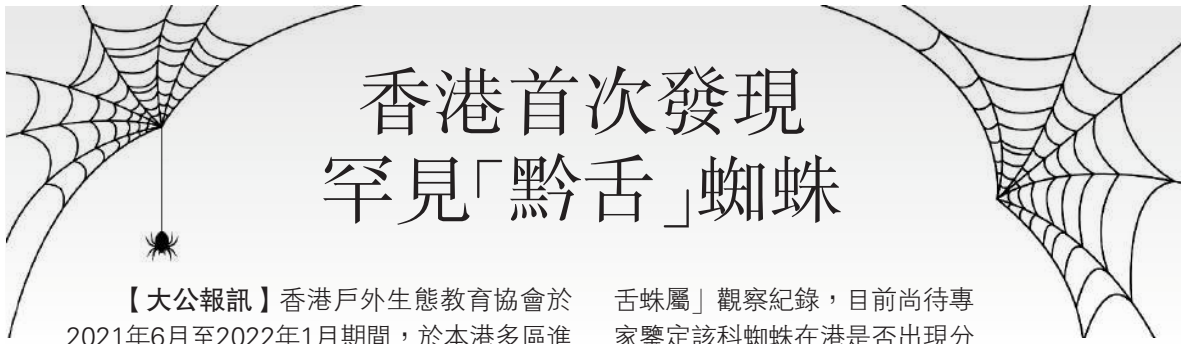 香港首次發現
罕見「黔舌」蜘蛛
【大公報訊】香港戶外生態教育協會於
2021年6月至2022年1月期間，於本港多區進
舌蛛屬」觀察紀錄，目前尚待專
家鑒定該科蜘蛛在港是否出現分